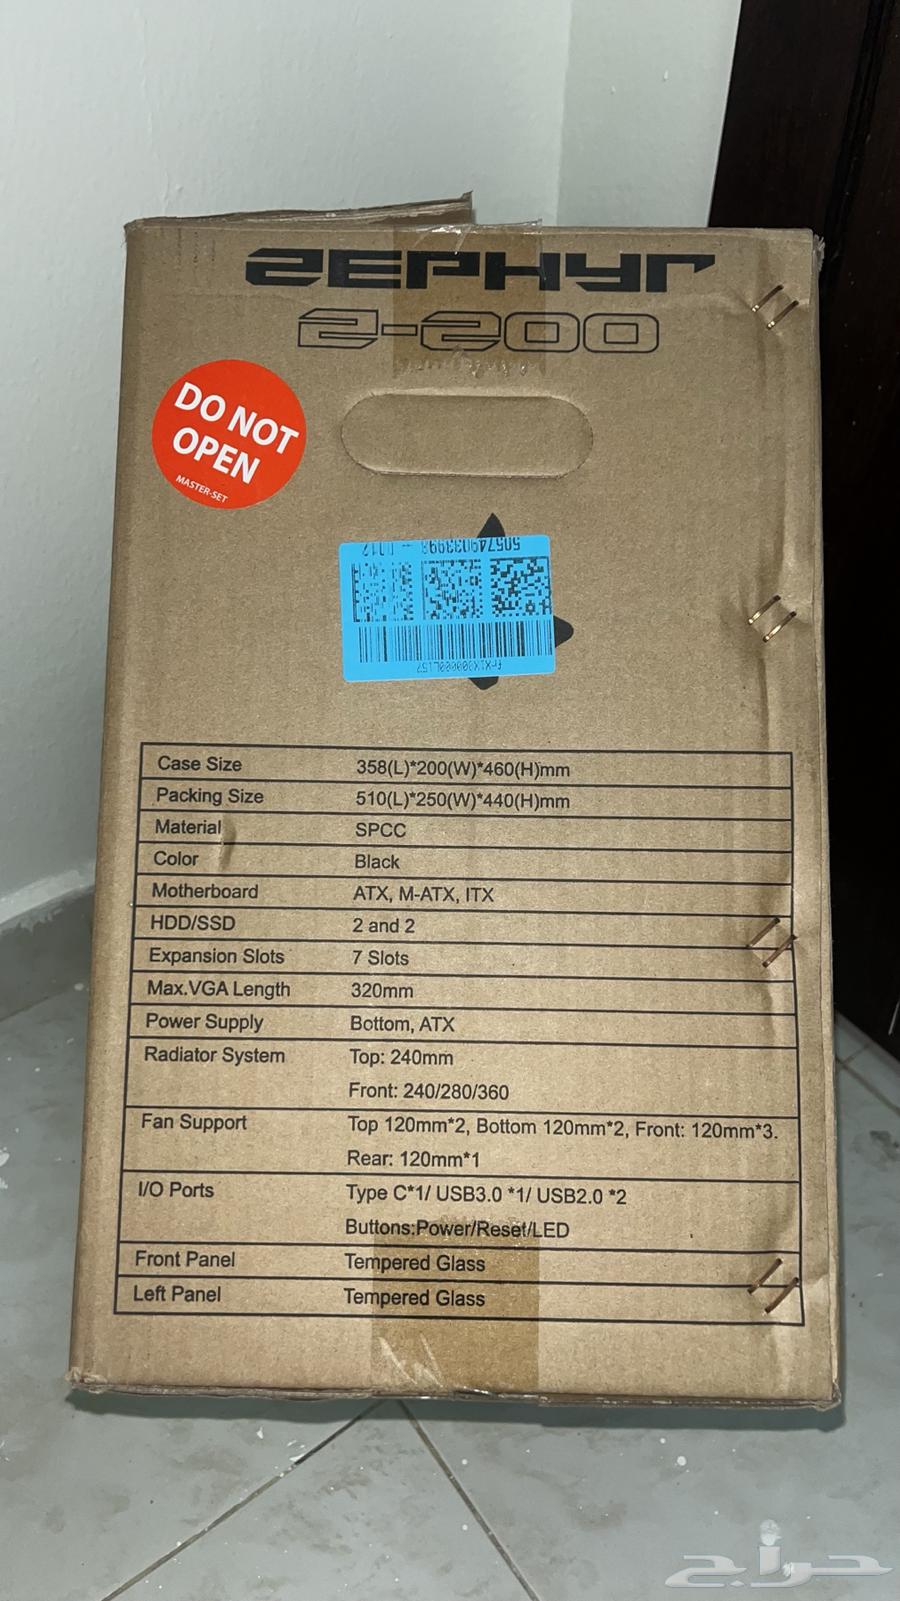 ZEPHYR
Z-200
DO NOT
OPEN
MASTER-SET
Case Size 358(L)*200(W)*460(H)mm
Packing Size 510(L)*250(W)*440(H)mm
Material SPCC
Color Black
Motherboard ATX, M-ATX, ITX
HDD/SSD 2 and 2
Expansion Slots 7 Slots
Max.VGA Length 320mm
Power Supply Bottom, ATX
Radiator System Top: 240mm
Front: 240/280/360
Fan Support Top 120mm*2, Bottom 120mm*2, Front: 120mm*3.
Rear: 120mm*1
I/O Ports Type C*1/ USB3.0 *1/ USB2.0 *2
Buttons:Power/Reset/LED
Front Panel Tempered Glass
Left Panel Tempered Glass
حراج